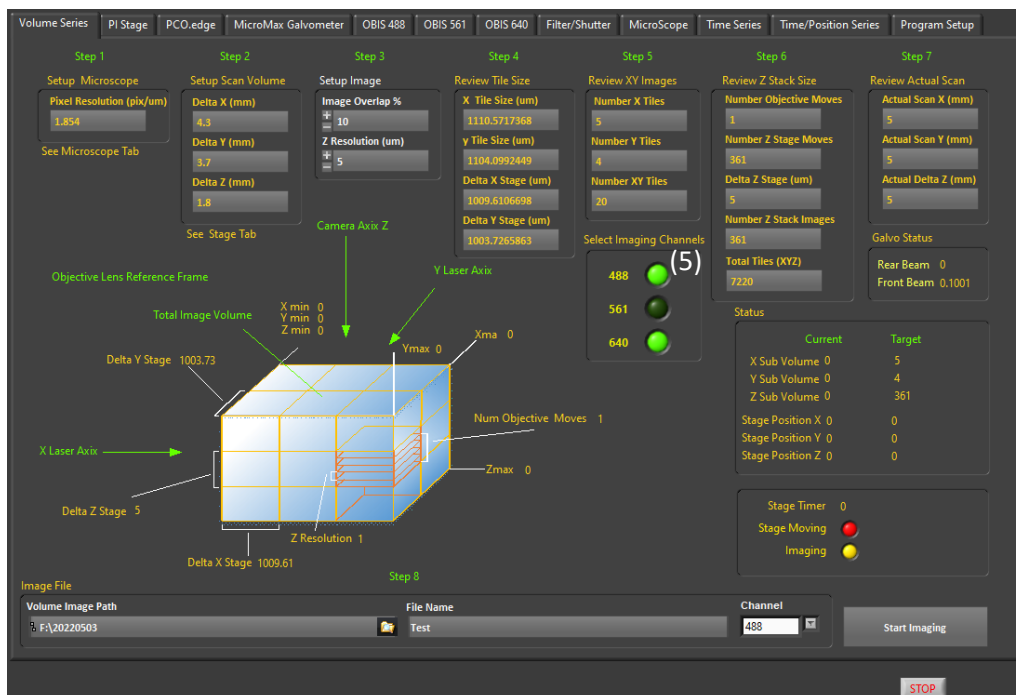 Volume Series PI Stage PCO.edge MicroMax Galvometer OBIS 488 OBIS 561 OBIS 640 Filter/Shutter MicroScope Time Series Time/Position Series Program Setup
Step 1
Setup Microscope
Pixel Resolution (pix/um)
1.854
See Microscope Tab
Step 2
Setup Scan Volume
Delta X (mm)
4.3
Delta Y (mm)
3.7
Delta Z (mm)
1.8
See Stage Tab
Step 3
Setup Image
Image Overlap %
10
Z Resolution (um)
5
Step 4
Review Tile Size
X Tile Size (um)
1110.5717368
y Tile Size (um)
1104.0992449
Delta X Stage (um)
1009.6106698
Delta Y Stage (um)
1003.7265863
Step 5
Review XY Images
Number X Tiles
5
Number Y Tiles
4
Number XY Tiles
20
Select Imaging Channels
(5)
488
561
640
Step 6
Review Z Stack Size
Number Objective Moves
1
Number Z Stage Moves
361
Delta Z Stage (um)
5
Number Z Stack Images
361
Total Tiles (XYZ)
7220
Step 7
Review Actual Scan
Actual Scan X (mm)
5
Actual Scan Y (mm)
5
Actual Delta Z (mm)
5
Galvo Status
Rear Beam 0
Front Beam 0.1001
Objective Lens Reference Frame
Camera Axix Z
Y Laser Axix
Total Image Volume
X min 0
Y min 0
Z min 0
Xma 0
Ymax 0
Delta Y Stage 1003.73
Num Objective Moves 1
X Laser Axix
Zmax 0
Delta Z Stage 5
Z Resolution 1
Delta X Stage 1009.61
Status
Current Target
X Sub Volume 0 5
Y Sub Volume 0 4
Z Sub Volume 0 361
Stage Position X 0 0
Stage Position Y 0 0
Stage Position Z 0 0
Stage Timer 0
Stage Moving
Imaging
Step 8
Image File
Volume Image Path
F:\20220503
File Name
Test
Channel
488
Start Imaging
STOP